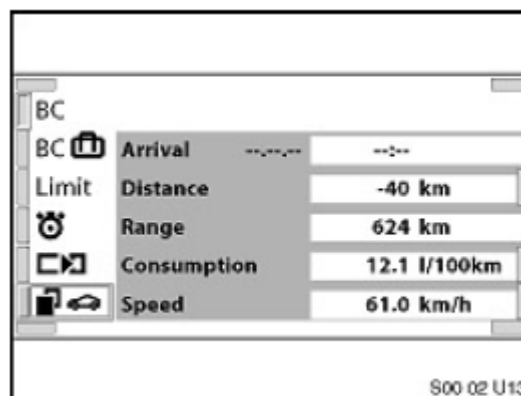 BC
BC Arrival --.--.-- --:--
Limit Distance -40 km
Range 624 km
Consumption 12.1 l/100km
Speed 61.0 km/h
S00 02 U13